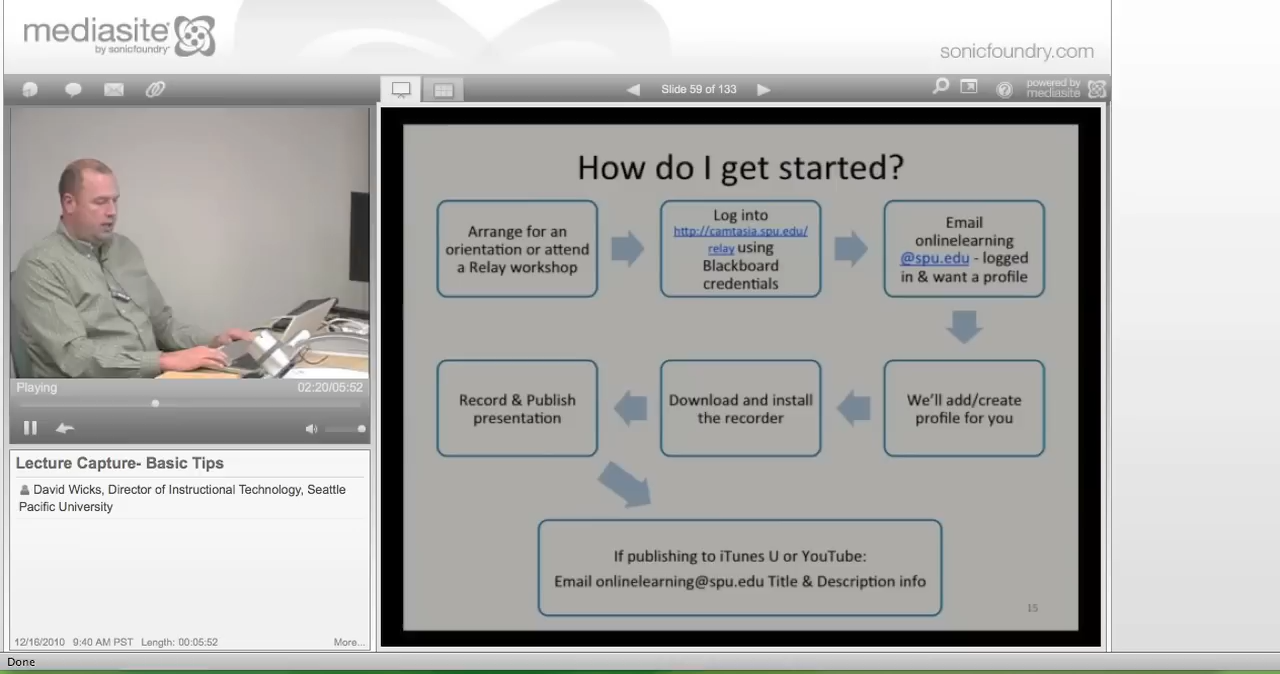 mediasite
by sonicfoundry
sonicfoundry.com
Slide 59 of 133
powered by
mediasite
How do I get started?
Arrange for an
orientation or attend
a Relay workshop
Log into
http://camtasia.spu.edu/
relay using
Blackboard
credentials
Email
onlinelearning
@spu.edu - logged
in & want a profile
Record & Publish
presentation
Download and install
the recorder
We'll add/create
profile for you
If publishing to iTunes U or YouTube:
Email onlinelearning@spu.edu Title & Description info
15
Playing
02:20/05:52
Lecture Capture- Basic Tips
David Wicks, Director of Instructional Technology, Seattle
Pacific University
12/16/2010 9:40 AM PST Length: 00:05:52
More...
Done